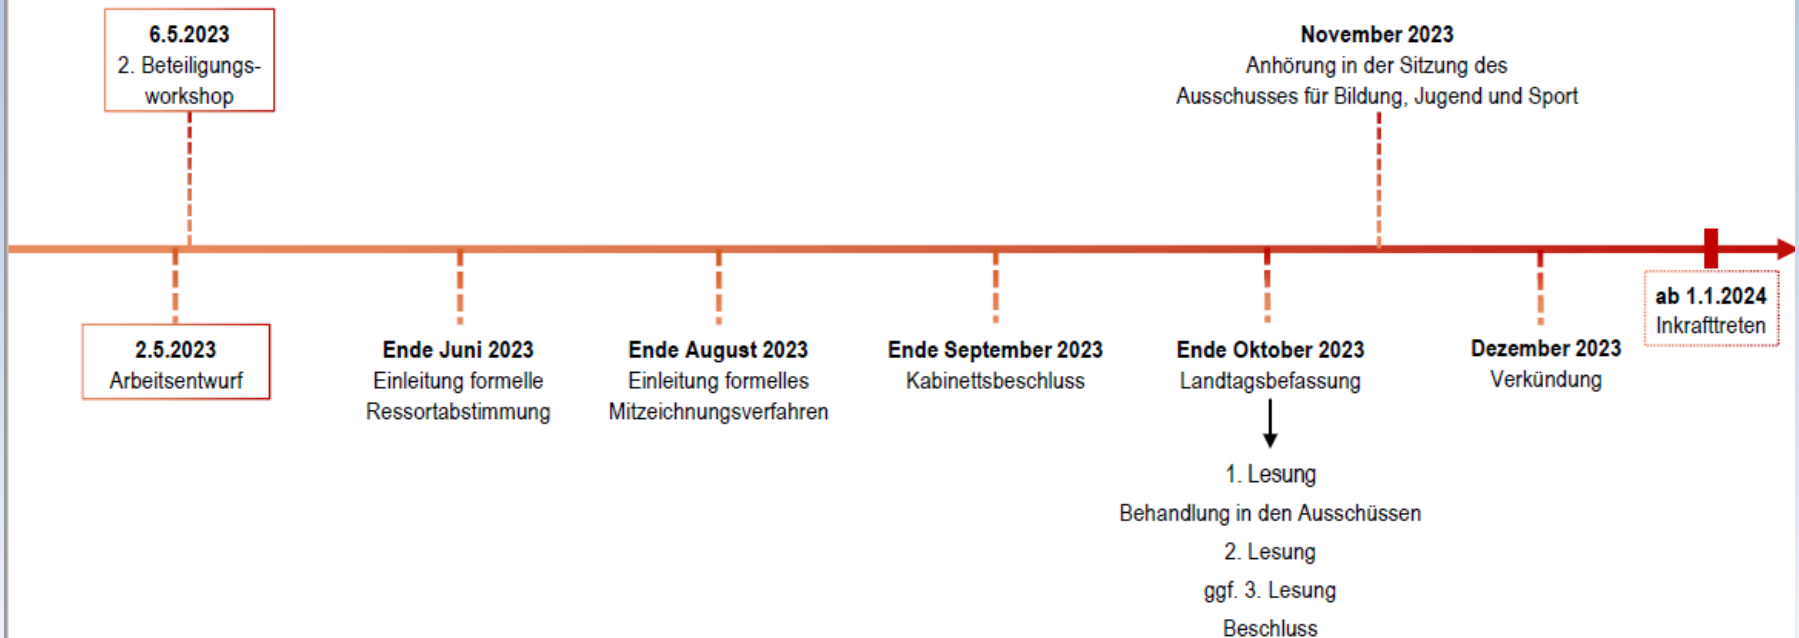 6.5.2023
2. Beteiligungs-
workshop
November 2023
Anhörung in der Sitzung des
Ausschusses für Bildung, Jugend und Sport
2.5.2023
Arbeitsentwurf
Ende Juni 2023
Einleitung formelle
Ressortabstimmung
Ende August 2023
Einleitung formelles
Mitzeichnungsverfahren
Ende September 2023
Kabinettsbeschluss
Ende Oktober 2023
Landtagsbefassung
1. Lesung
Behandlung in den Ausschüssen
2. Lesung
ggf. 3. Lesung
Beschluss
Dezember 2023
Verkündung
ab 1.1.2024
Inkrafttreten